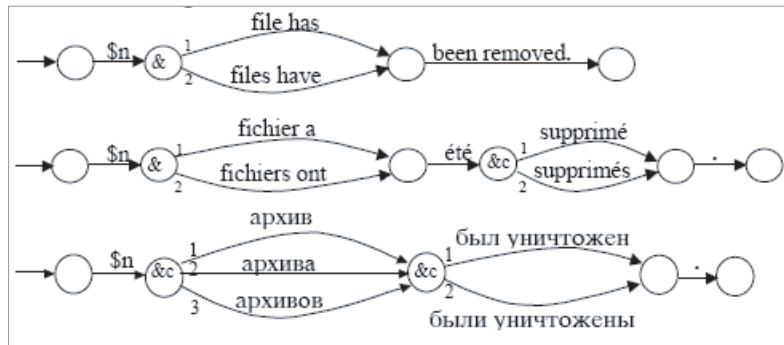 file has
$n & 1 2 been removed.
files have
fichier a supprimé
$n & 1 2 été &c 1 2 .
fichiers ont supprimés
архив был уничтожен
$n &c 1 2 3 архива &c 1 2 .
архивов были уничтожены